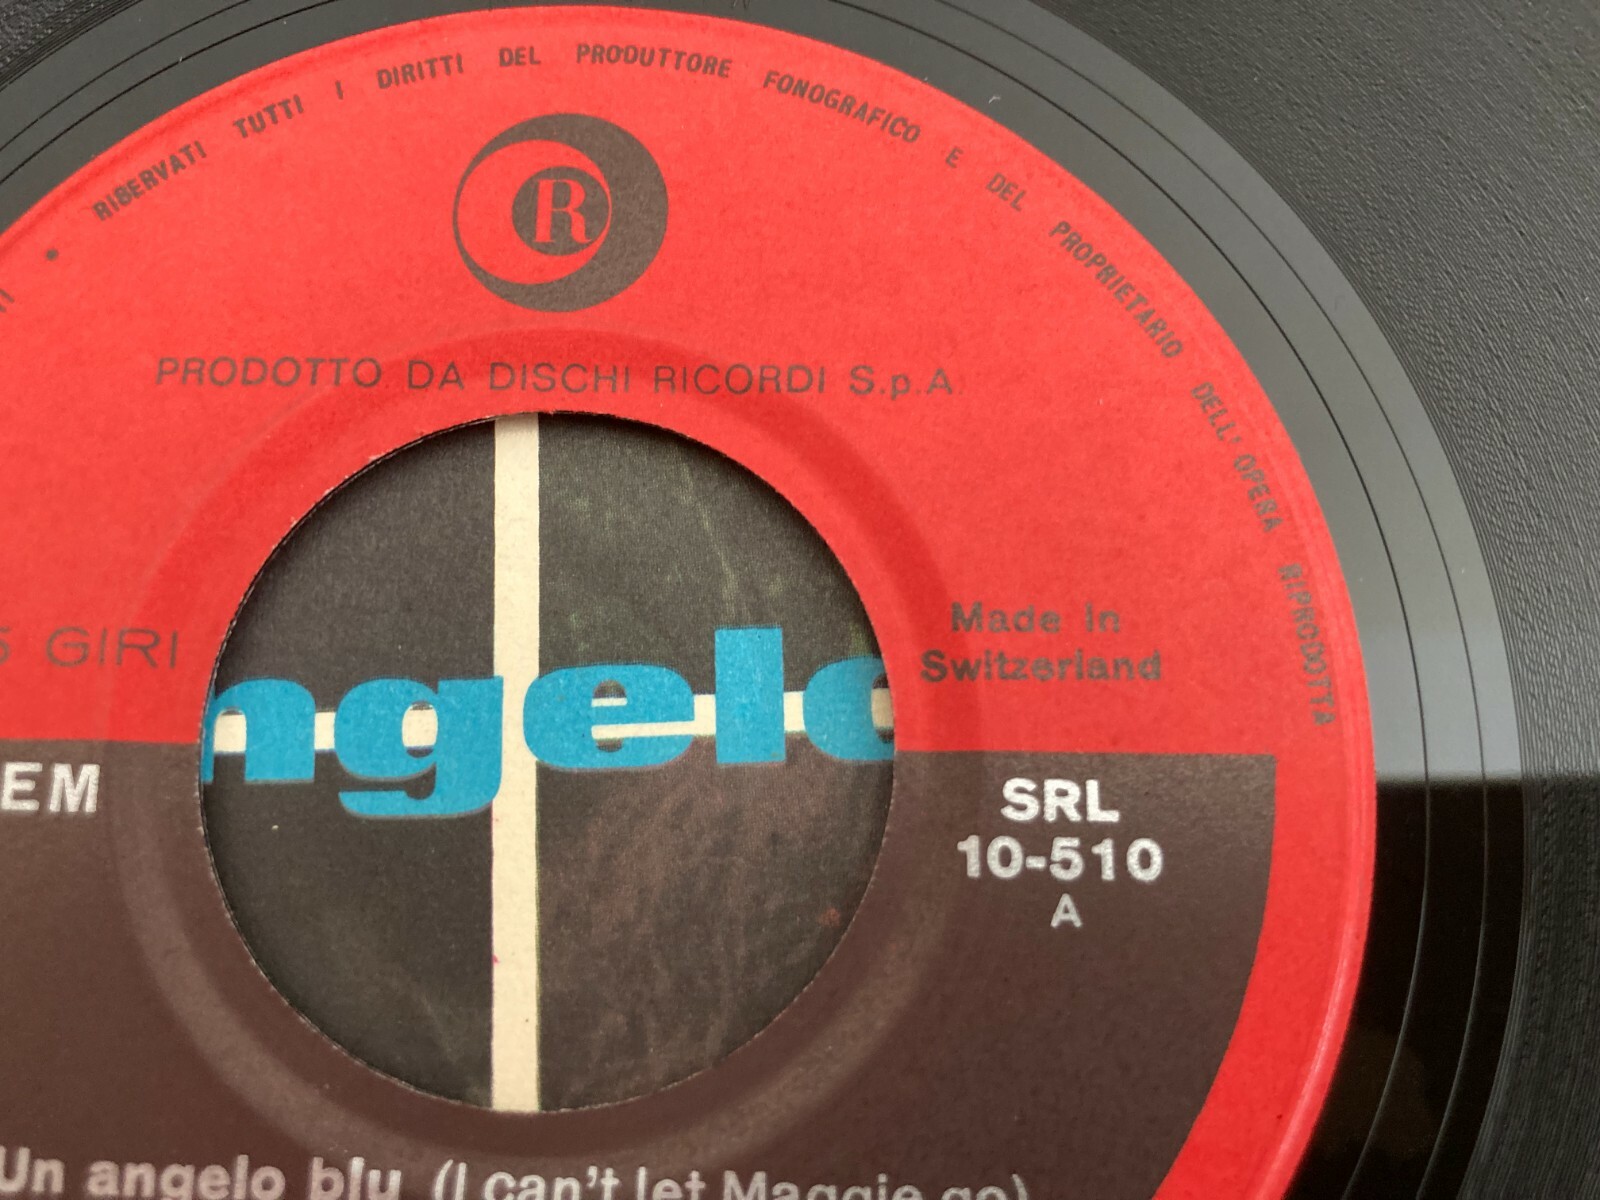 RISERVATI TUTTI I DIRITTI DEL PRODUTTORE FONOGRAFICO E DEL PROPRIETARIO DELL'OPERA RIPRODOTTA
R
PRODOTTO DA DISCHI RICORDI S.p.A.
GIRI
Made in
Switzerland
ngelo
EM
SRL
10-510
A
Un angelo blu (I can't let Maggie go)